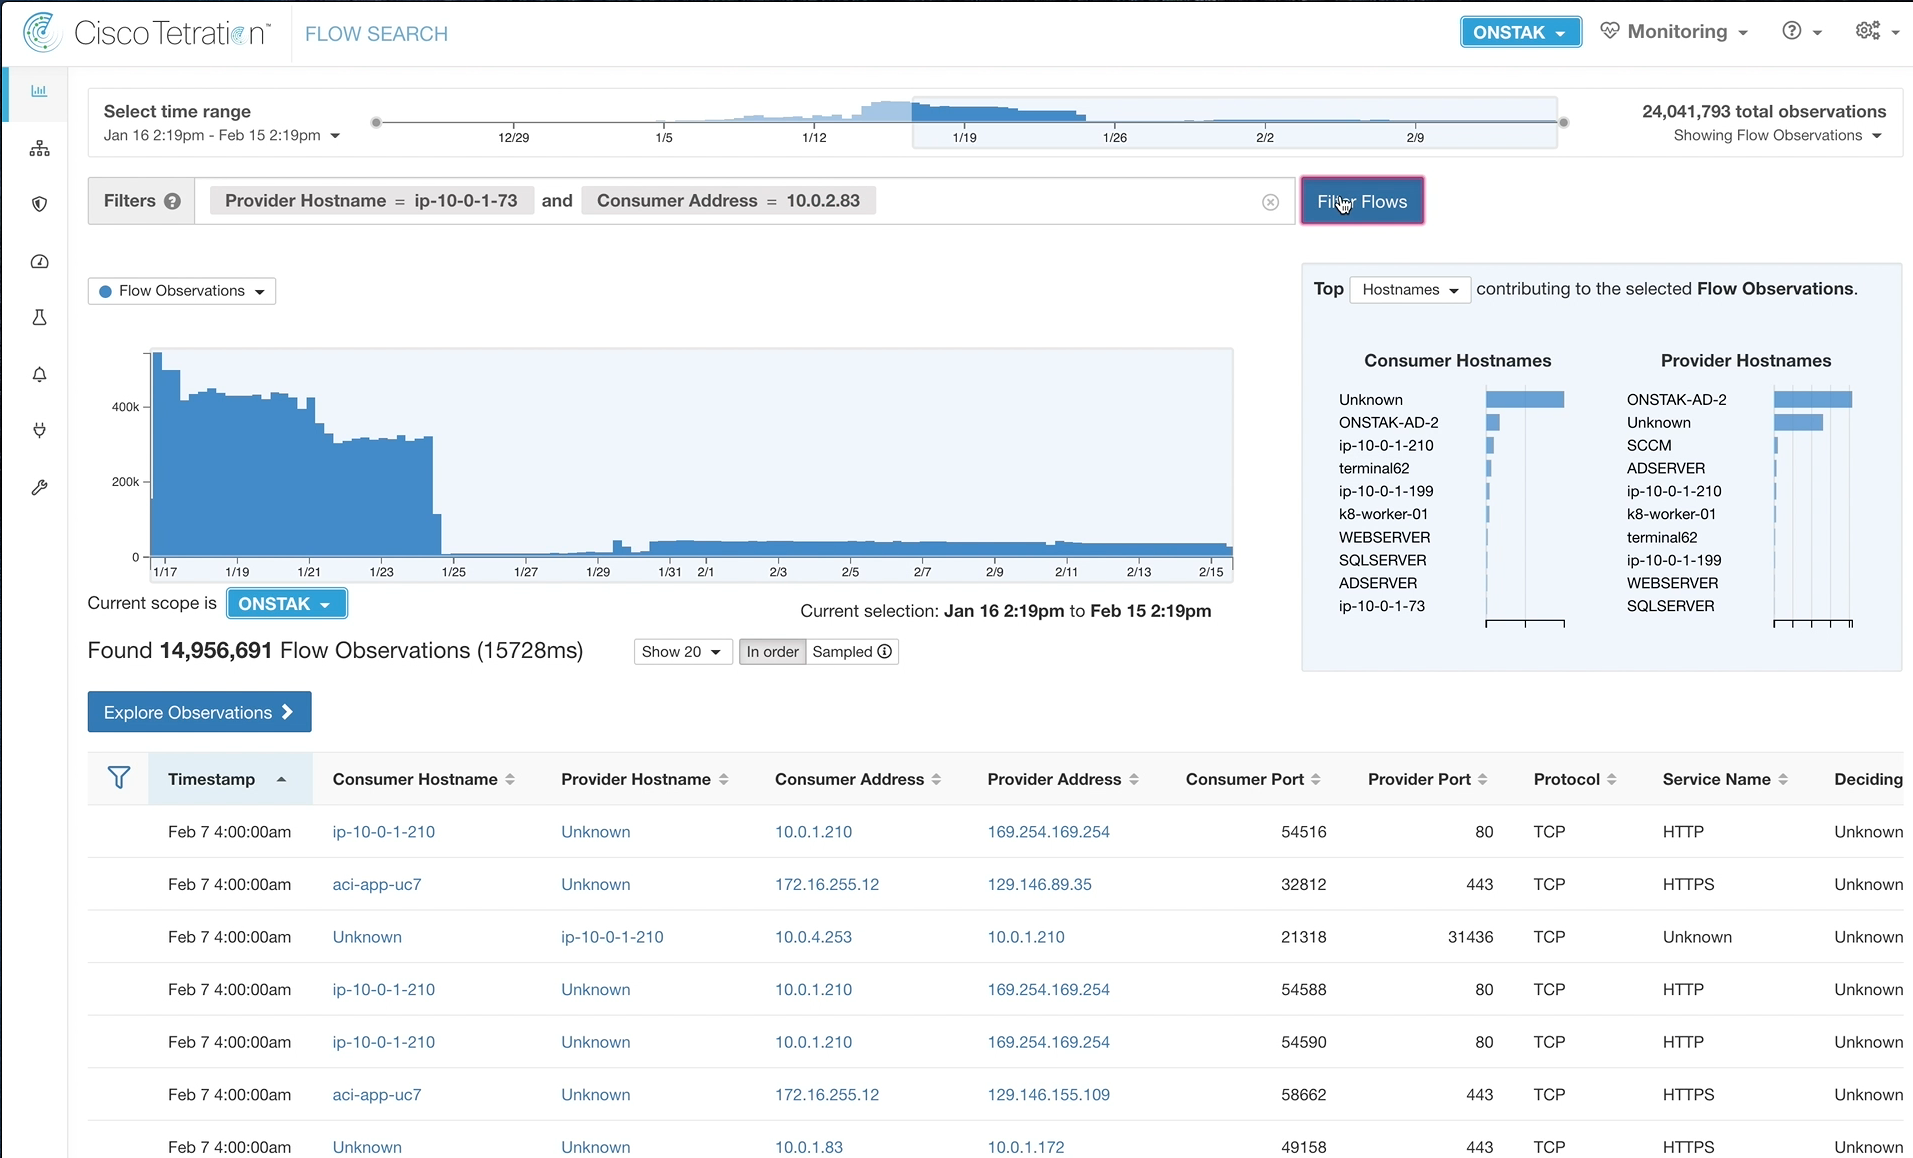 Cisco Tetration™
FLOW SEARCH
ONSTAK
Monitoring
?
Select time range
Jan 16 2:19pm - Feb 15 2:19pm
12/29 1/5 1/12 1/19 1/26 2/2 2/9
24,041,793 total observations
Showing Flow Observations
Filters ?
Provider Hostname = ip-10-0-1-73 and Consumer Address = 10.0.2.83
Filter Flows
Flow Observations
400k
200k
0
1/17 1/19 1/21 1/23 1/25 1/27 1/29 1/31 2/1 2/3 2/5 2/7 2/9 2/11 2/13 2/15
Top Hostnames contributing to the selected Flow Observations.
Consumer Hostnames
Unknown
ONSTAK-AD-2
ip-10-0-1-210
terminal62
ip-10-0-1-199
k8-worker-01
WEBSERVER
SQLSERVER
ADSERVER
ip-10-0-1-73
Provider Hostnames
ONSTAK-AD-2
Unknown
SCCM
ADSERVER
ip-10-0-1-210
k8-worker-01
terminal62
ip-10-0-1-199
WEBSERVER
SQLSERVER
Current scope is ONSTAK
Current selection: Jan 16 2:19pm to Feb 15 2:19pm
Found 14,956,691 Flow Observations (15728ms)
Show 20
In order
Sampled
Explore Observations
Timestamp Consumer Hostname Provider Hostname Consumer Address Provider Address Consumer Port Provider Port Protocol Service Name Deciding
Feb 7 4:00:00am ip-10-0-1-210 Unknown 10.0.1.210 169.254.169.254 54516 80 TCP HTTP Unknown
Feb 7 4:00:00am aci-app-uc7 Unknown 172.16.255.12 129.146.89.35 32812 443 TCP HTTPS Unknown
Feb 7 4:00:00am Unknown ip-10-0-1-210 10.0.4.253 10.0.1.210 21318 31436 TCP Unknown Unknown
Feb 7 4:00:00am ip-10-0-1-210 Unknown 10.0.1.210 169.254.169.254 54588 80 TCP HTTP Unknown
Feb 7 4:00:00am ip-10-0-1-210 Unknown 10.0.1.210 169.254.169.254 54590 80 TCP HTTP Unknown
Feb 7 4:00:00am aci-app-uc7 Unknown 172.16.255.12 129.146.155.109 58662 443 TCP HTTPS Unknown
Feb 7 4:00:00am Unknown Unknown 10.0.1.83 10.0.1.172 49158 443 TCP HTTPS Unknown